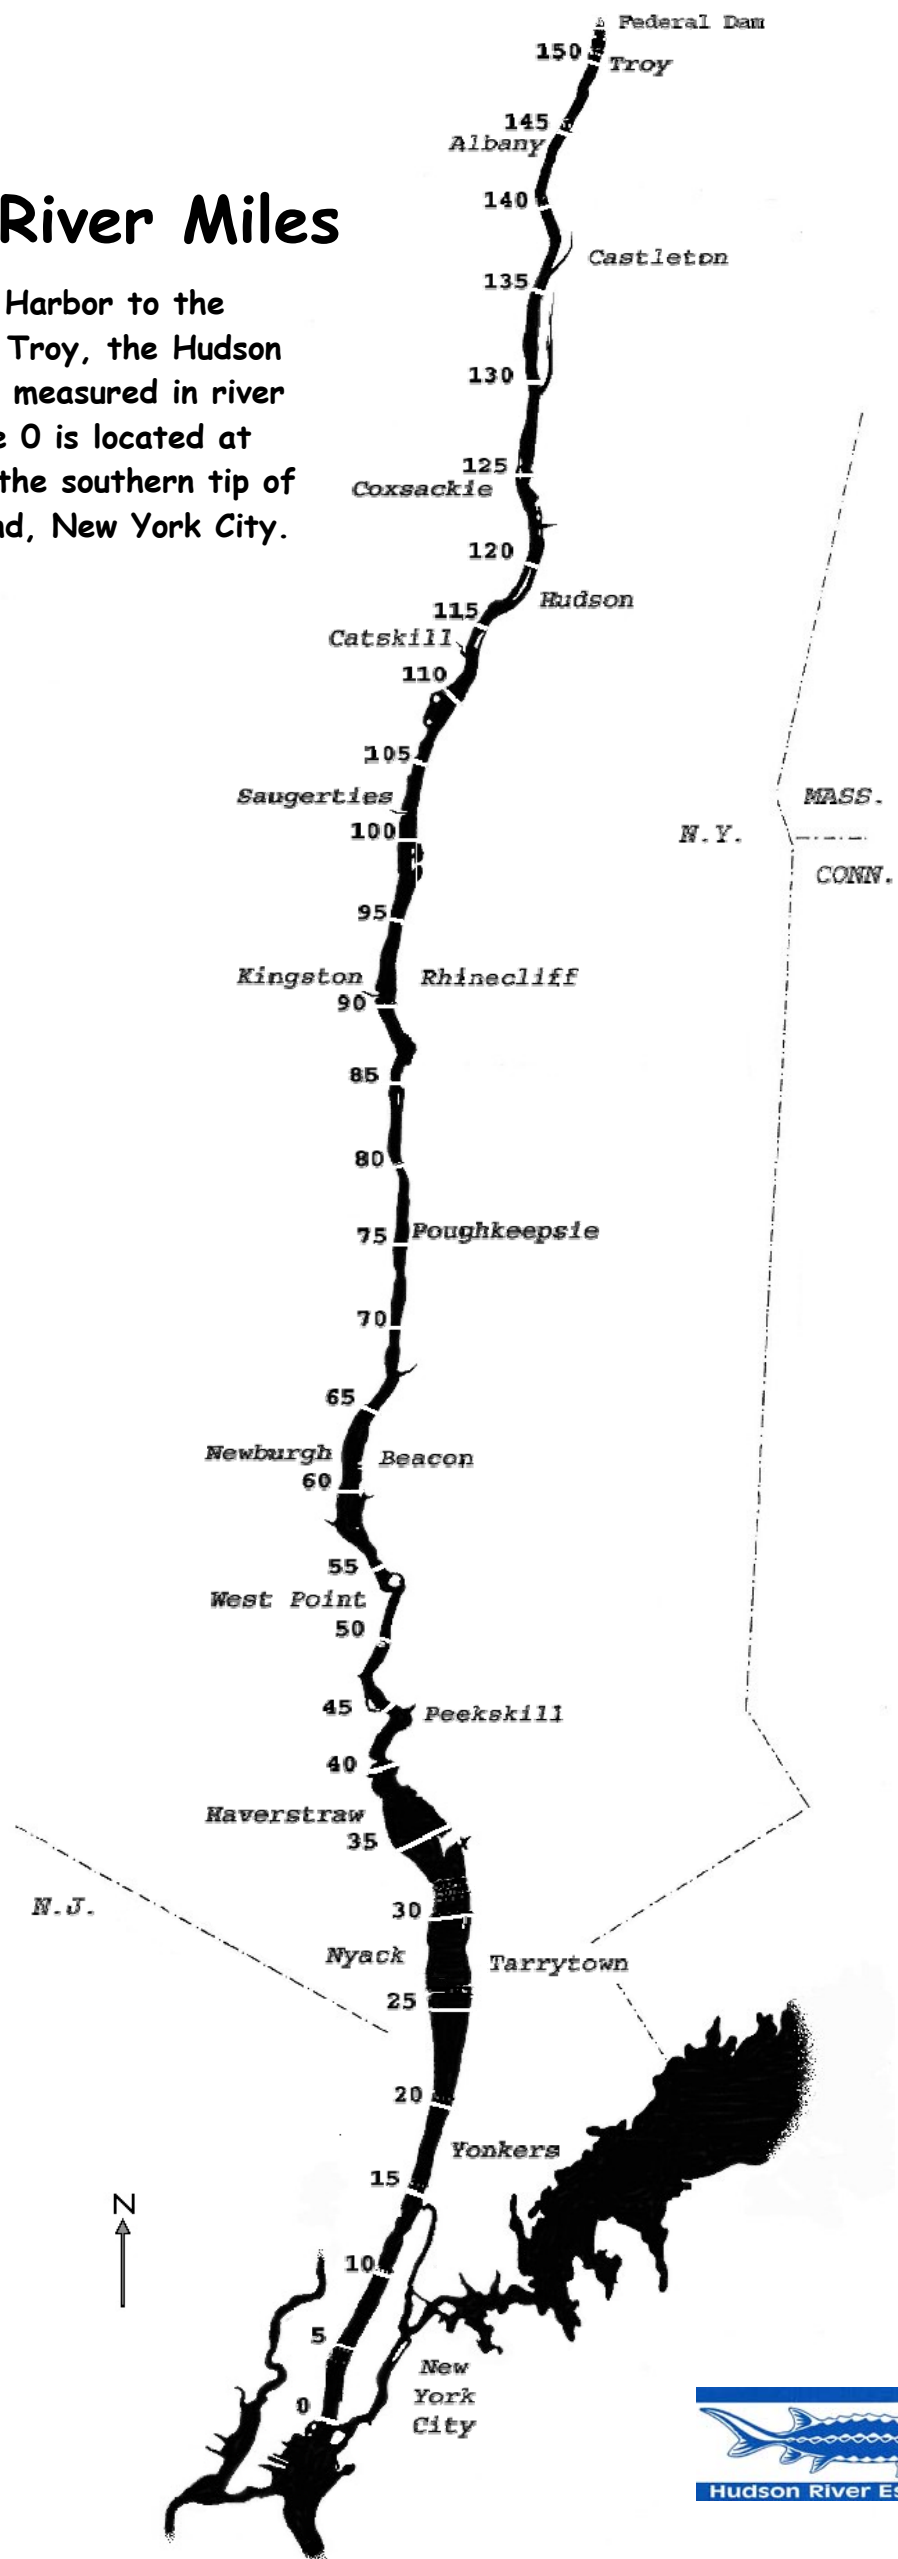 Federal Dam
150
Troy
145
Albany
River Miles
140
Castleton
135
Harbor to the
Troy, the Hudson
measured in river
130
e 0 is located at
125
the southern tip of
Coxsackie
nd, New York City.
120
Hudson
115
Catskill
110
105
Saugerties
MASS.
100
N.Y.
CONN.
95
Kingston
Rhinecliff
90
85
80
75
Poughkeepsie
70
65
Newburgh
Beacon
60
55
West Point
50
45
Peekskill
40
Haverstraw
35
N.J.
30
Nyack
Tarrytown
25
20
Yonkers
15
N
10
5
New
York
City
0
Hudson River Es